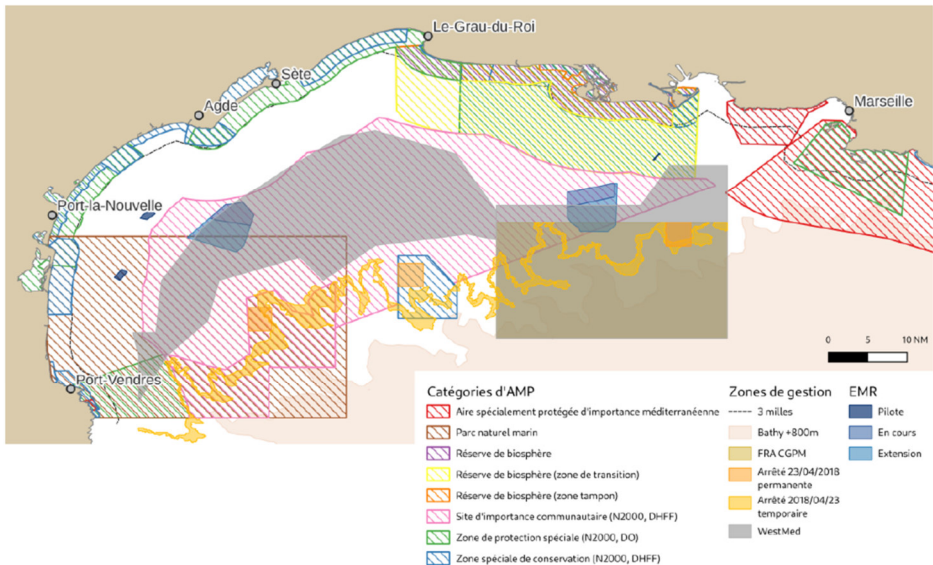 Le-Grau-du-Roi
Sète
Agde
Marseille
Port-la-Nouvelle
Port-Vendres
0 5 10 NM
Catégories d'AMP
Aire spécialement protégée d'importance méditerranéenne
Parc naturel marin
Réserve de biosphère
Réserve de biosphère (zone de transition)
Réserve de biosphère (zone tampon)
Site d'importance communautaire (N2000, DHFF)
Zone de protection spéciale (N2000, DO)
Zone spéciale de conservation (N2000, DHFF)
Zones de gestion
3 milles
Bathy +800m
FRA CGPM
Arrêté 23/04/2018
permanente
Arrêté 2018/04/23
temporaire
WestMed
EMR
Pilote
En cours
Extension